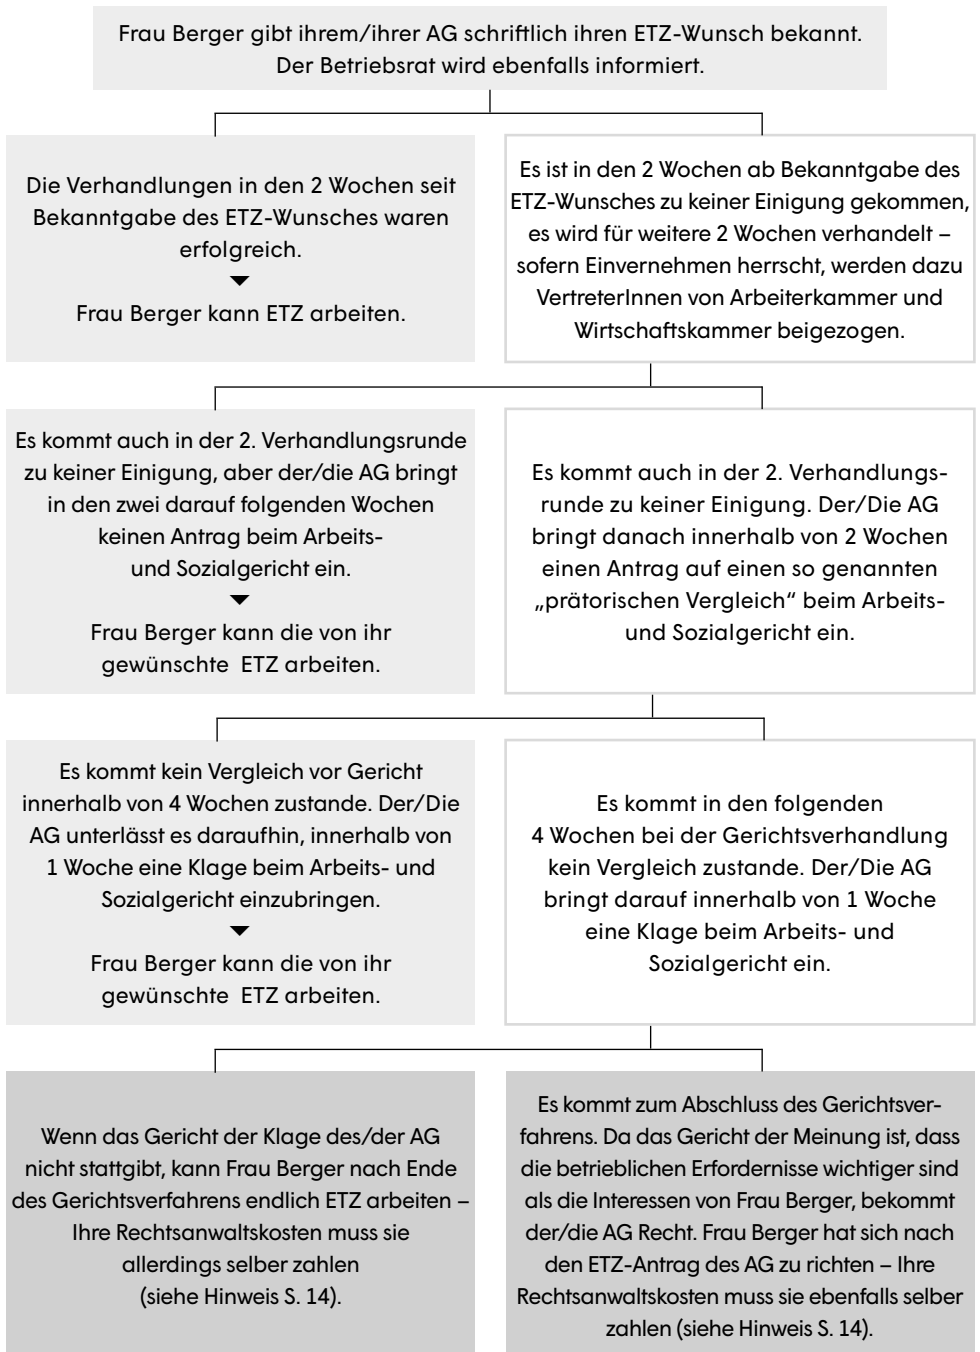 Frau Berger gibt ihrem/ihrer AG schriftlich ihren ETZ-Wunsch bekannt.
Der Betriebsrat wird ebenfalls informiert.
Die Verhandlungen in den 2 Wochen seit
Bekanntgabe des ETZ-Wunsches waren
erfolgreich.
Frau Berger kann ETZ arbeiten.
Es ist in den 2 Wochen ab Bekanntgabe des
ETZ-Wunsches zu keiner Einigung gekommen,
es wird für weitere 2 Wochen verhandelt –
sofern Einvernehmen herrscht, werden dazu
VertreterInnen von Arbeiterkammer und
Wirtschaftskammer beigezogen.
Es kommt auch in der 2. Verhandlungsrunde
zu keiner Einigung, aber der/die AG bringt
in den zwei darauf folgenden Wochen
keinen Antrag beim Arbeits-
und Sozialgericht ein.
Frau Berger kann die von ihr
gewünschte ETZ arbeiten.
Es kommt auch in der 2. Verhandlungs-
runde zu keiner Einigung. Der/Die AG
bringt danach innerhalb von 2 Wochen
einen Antrag auf einen so genannten
„prätorischen Vergleich“ beim Arbeits-
und Sozialgericht ein.
Es kommt kein Vergleich vor Gericht
innerhalb von 4 Wochen zustande. Der/Die
AG unterlässt es daraufhin, innerhalb von
1 Woche eine Klage beim Arbeits- und
Sozialgericht einzubringen.
Frau Berger kann die von ihr
gewünschte ETZ arbeiten.
Es kommt in den folgenden
4 Wochen bei der Gerichtsverhandlung
kein Vergleich zustande. Der/Die AG
bringt darauf innerhalb von 1 Woche
eine Klage beim Arbeits- und
Sozialgericht ein.
Wenn das Gericht der Klage des/der AG
nicht stattgibt, kann Frau Berger nach Ende
des Gerichtsverfahrens endlich ETZ arbeiten –
Ihre Rechtsanwaltskosten muss sie
allerdings selber zahlen
(siehe Hinweis S. 14).
Es kommt zum Abschluss des Gerichtsver-
fahrens. Da das Gericht der Meinung ist, dass
die betrieblichen Erfordernisse wichtiger sind
als die Interessen von Frau Berger, bekommt
der/die AG Recht. Frau Berger hat sich nach
den ETZ-Antrag des AG zu richten – Ihre
Rechtsanwaltskosten muss sie ebenfalls selber
zahlen (siehe Hinweis S. 14).